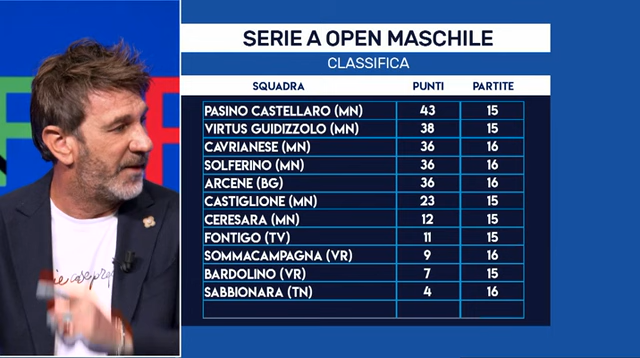 SERIE A OPEN MASCHILE
CLASSIFICA
SQUADRA PUNTI PARTITE
PASINO CASTELLARO (MN) 43 15
VIRTUS GUIDIZZOLO (MN) 38 15
CAVRIANESE (MN) 36 16
SOLFERINO (MN) 36 16
ARCENE (BG) 36 16
CASTIGLIONE (MN) 23 15
CERESARA (MN) 12 15
FONTIGO (TV) 11 15
SOMMACAMPAGNA (VR) 9 16
BARDOLINO (VR) 7 15
SABBIONARA (TN) 4 16